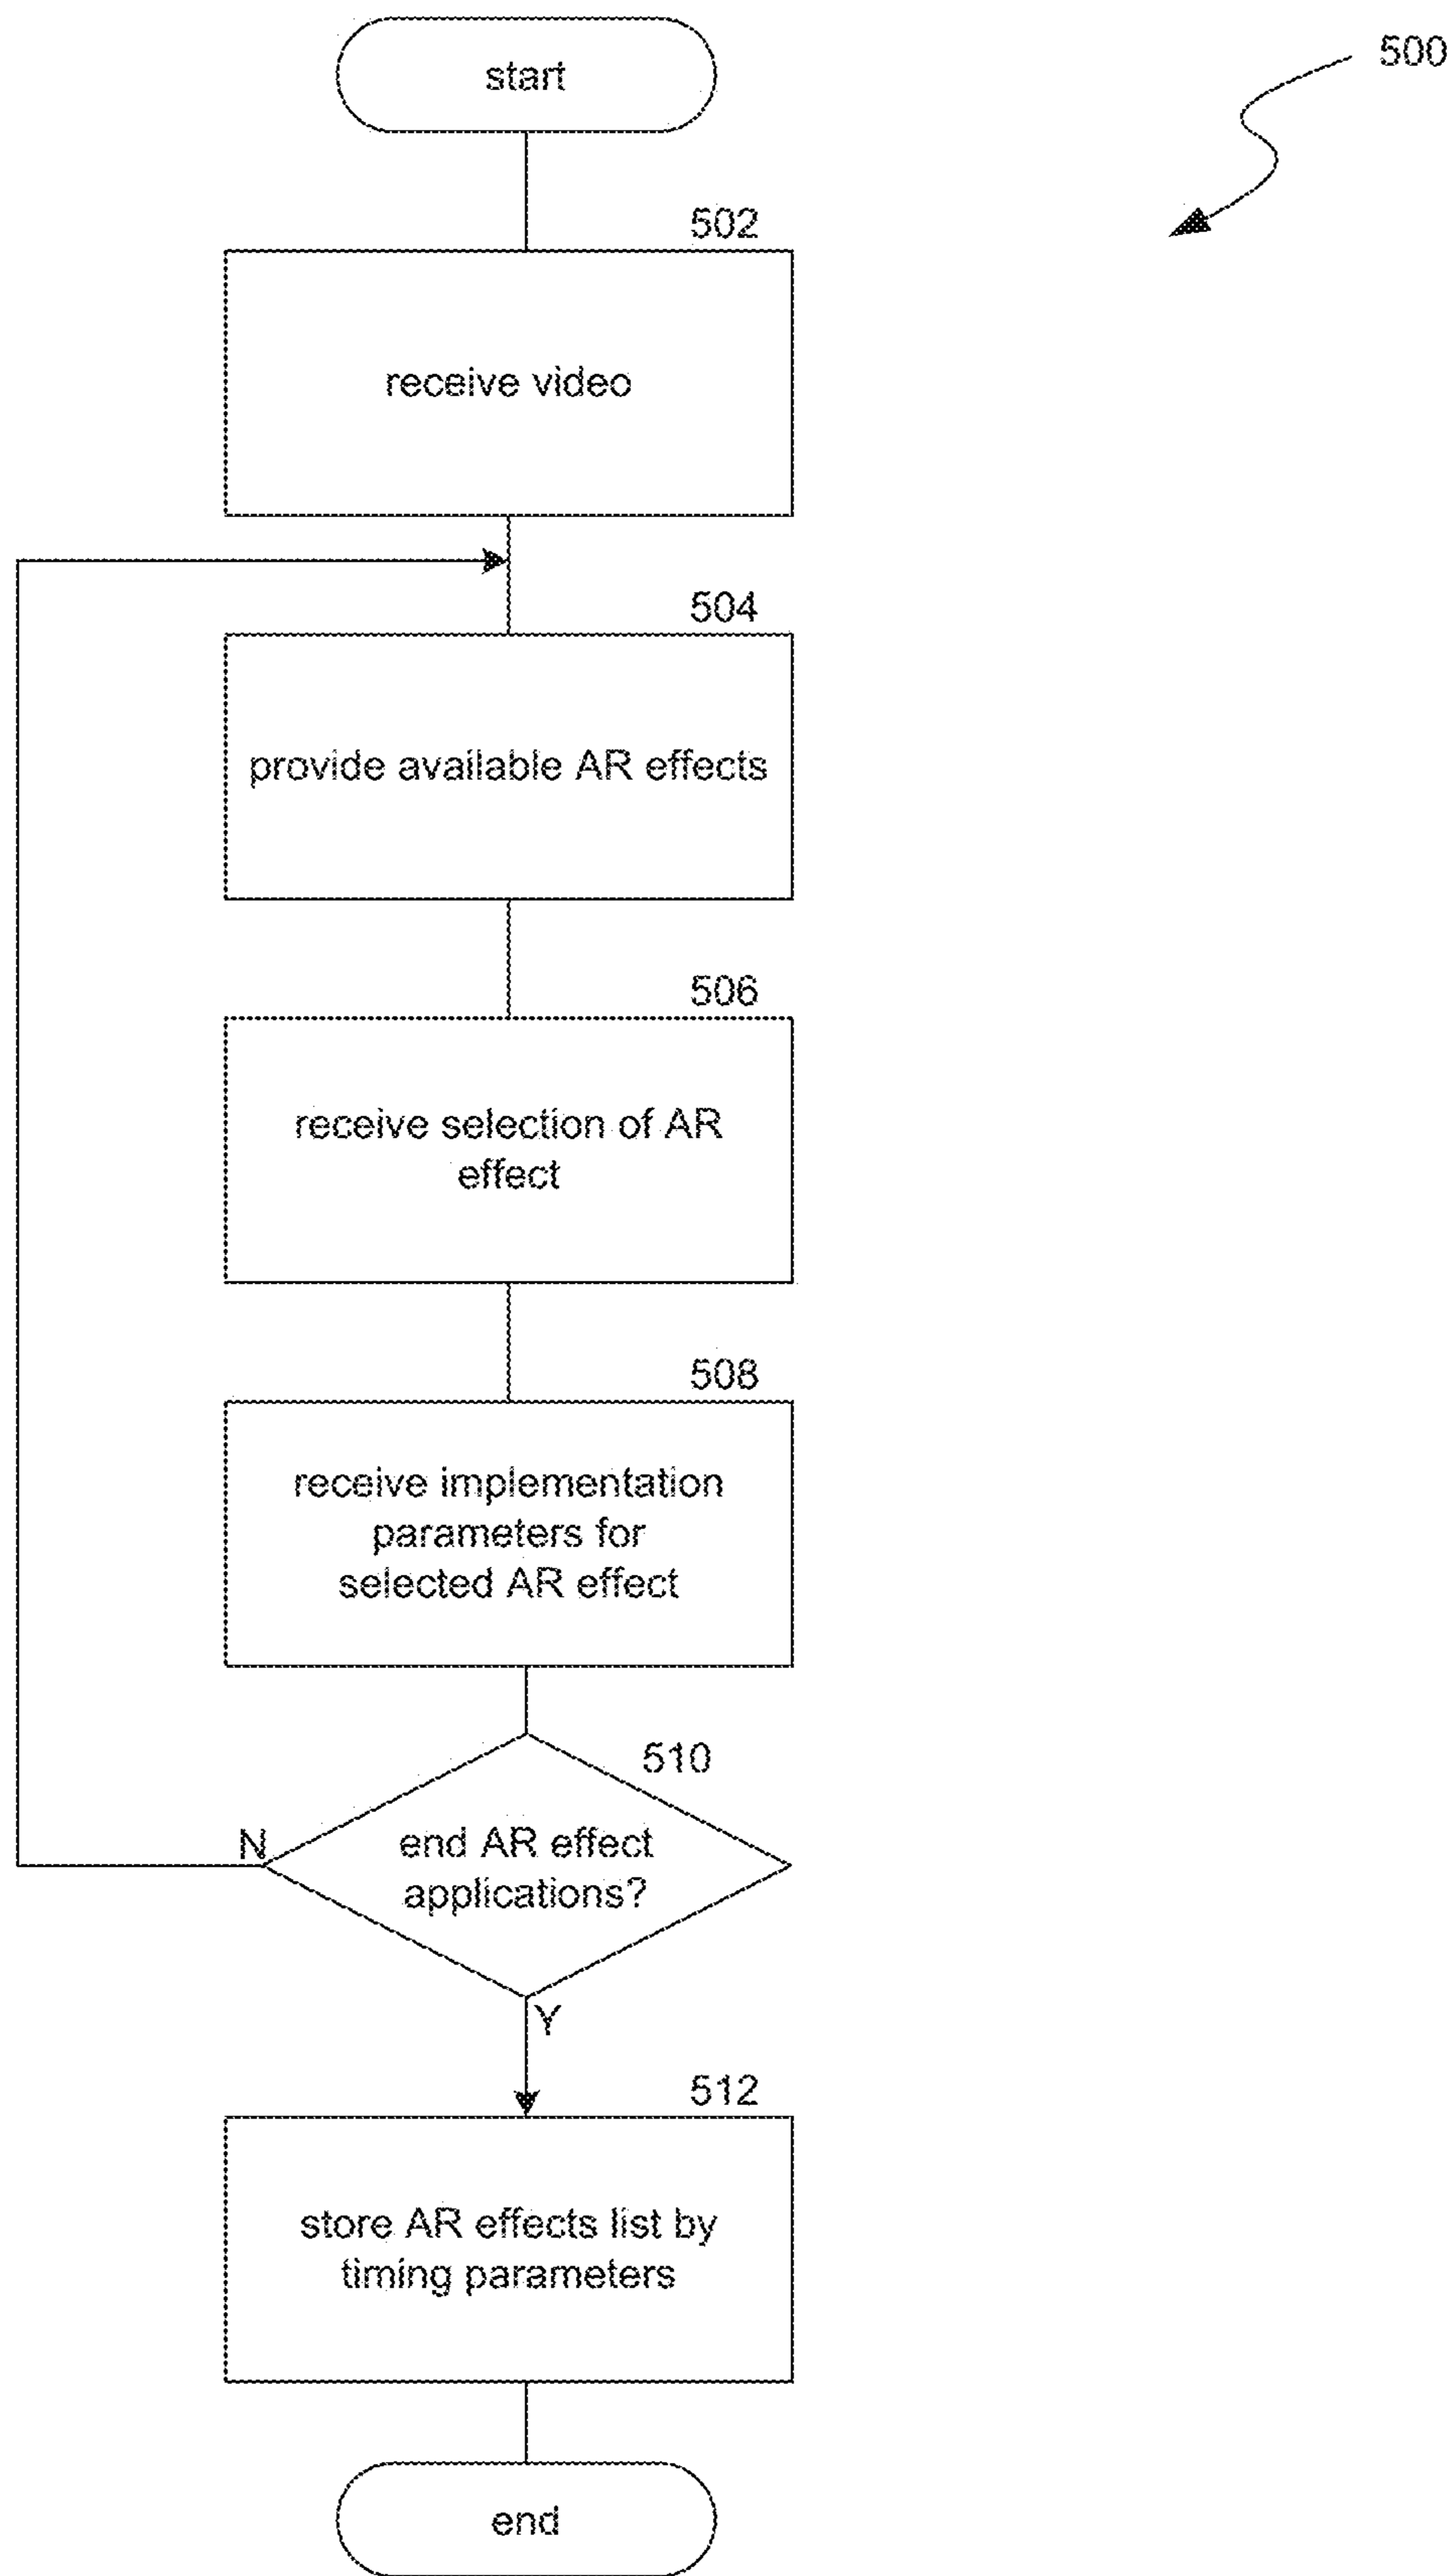 start
500
502
receive video
504
provide available AR effects
506
receive selection of AR
effect
508
receive implementation
parameters for
selected AR effect
510
end AR effect
applications?
N
Y
512
store AR effects list by
timing parameters
end